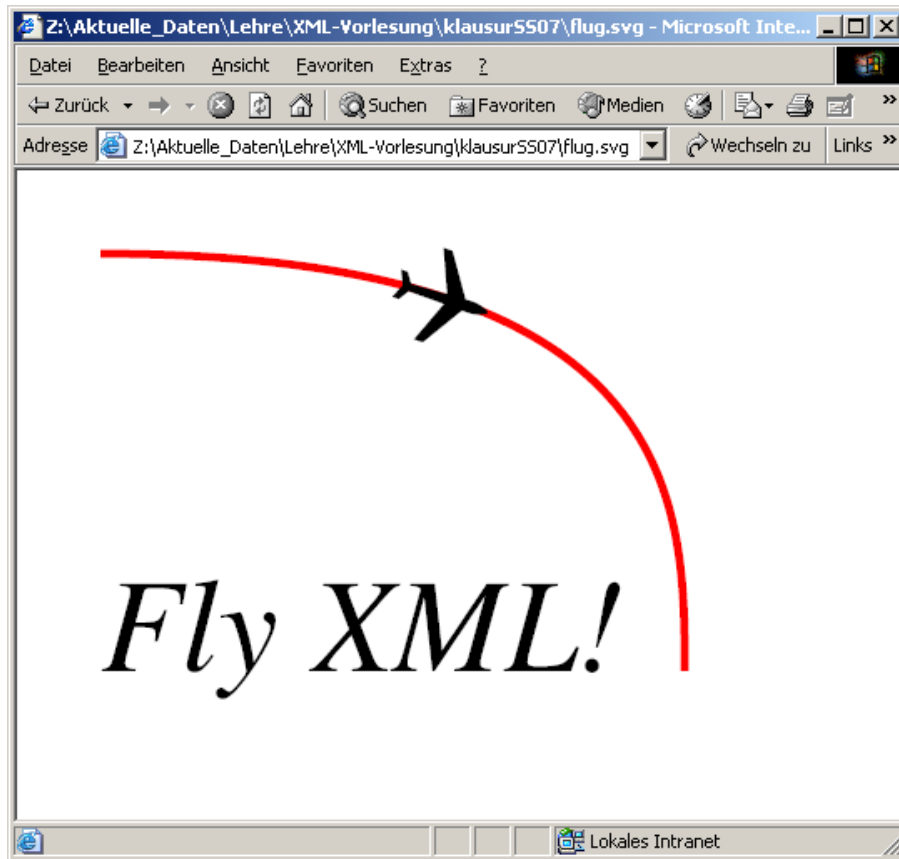 Z:\Aktuelle_Daten\Lehre\XML-Vorlesung\klausurSS07\flug.svg - Microsoft Inte...
Datei Bearbeiten Ansicht Favoriten Extras ?
Zurück Suchen Favoriten Medien »
Adresse Z:\Aktuelle_Daten\Lehre\XML-Vorlesung\klausurSS07\flug.svg Wechseln zu Links »
Fly XML!
Lokales Intranet